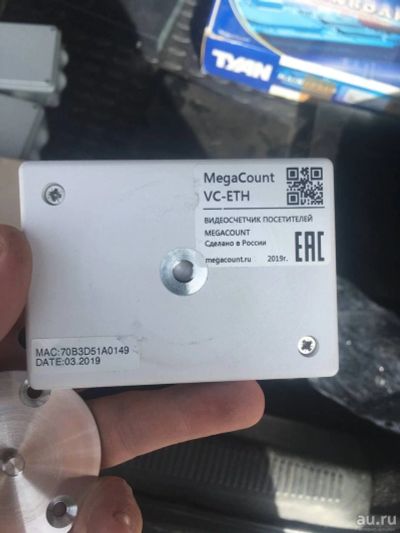 TYAN
MegaCount
VC-ETH
ВИДЕОСЧЕТЧИК ПОСЕТИТЕЛЕЙ
MEGACOUNT
Сделано в России
megacount.ru 2019г.
EAC
MAC:70B3D51A0149
DATE:03.2019
au.ru